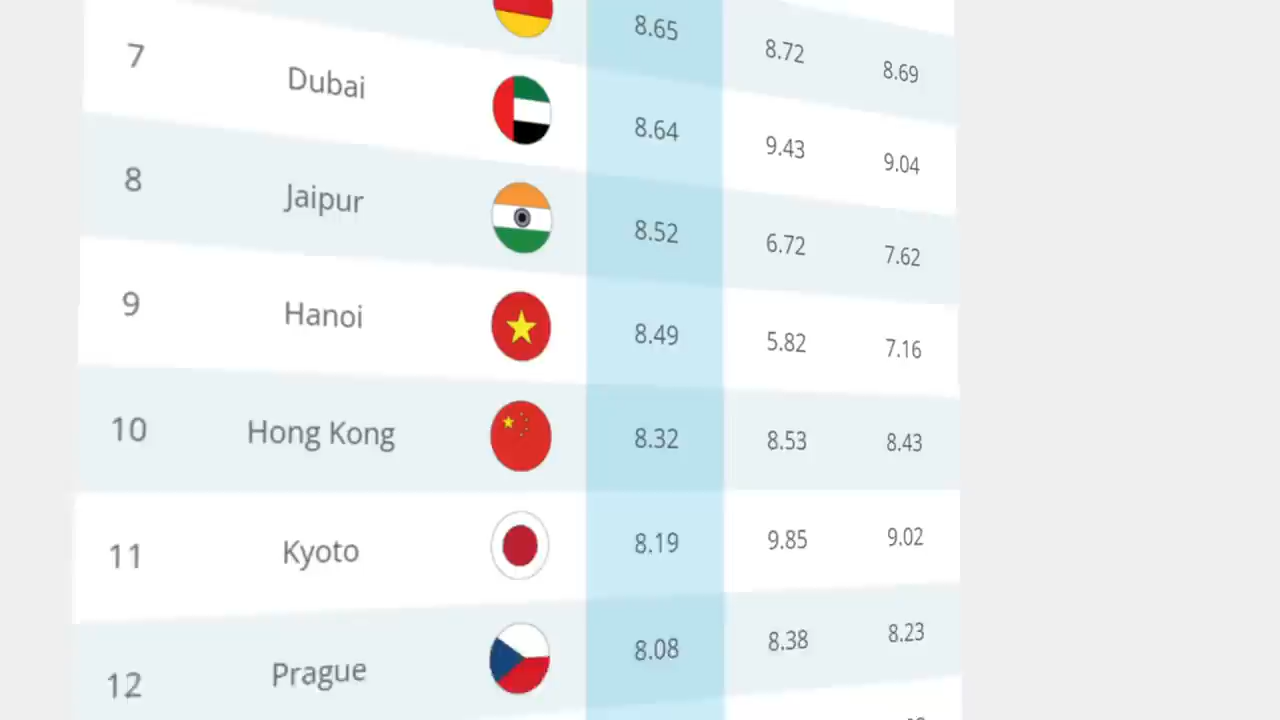 8.65 8.72 8.69
7 Dubai 8.64 9.43 9.04
8 Jaipur 8.52 6.72 7.62
9 Hanoi 8.49 5.82 7.16
10 Hong Kong 8.32 8.53 8.43
11 Kyoto 8.19 9.85 9.02
12 Prague 8.08 8.38 8.23